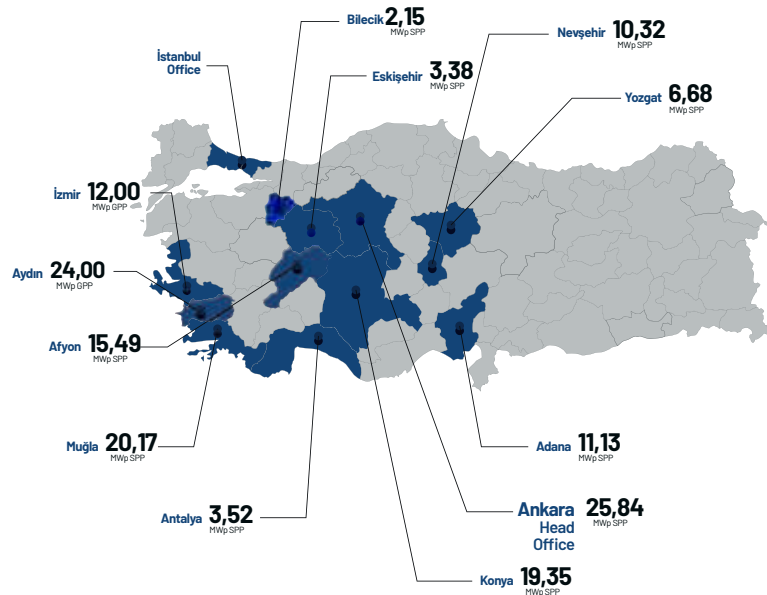 Bilecik 2,15
MWp SPP
Nevşehir 10,32
MWp SPP
İstanbul
Office
Eskişehir 3,38
MWp SPP
Yozgat 6,68
MWp SPP
İzmir 12,00
MWp GPP
Aydın 24,00
MWp GPP
Afyon 15,49
MWp SPP
Muğla 20,17
MWp SPP
Adana 11,13
MWp SPP
Antalya 3,52
MWp SPP
Ankara 25,84
MWp SPP
Head
Office
Konya 19,35
MWp SPP